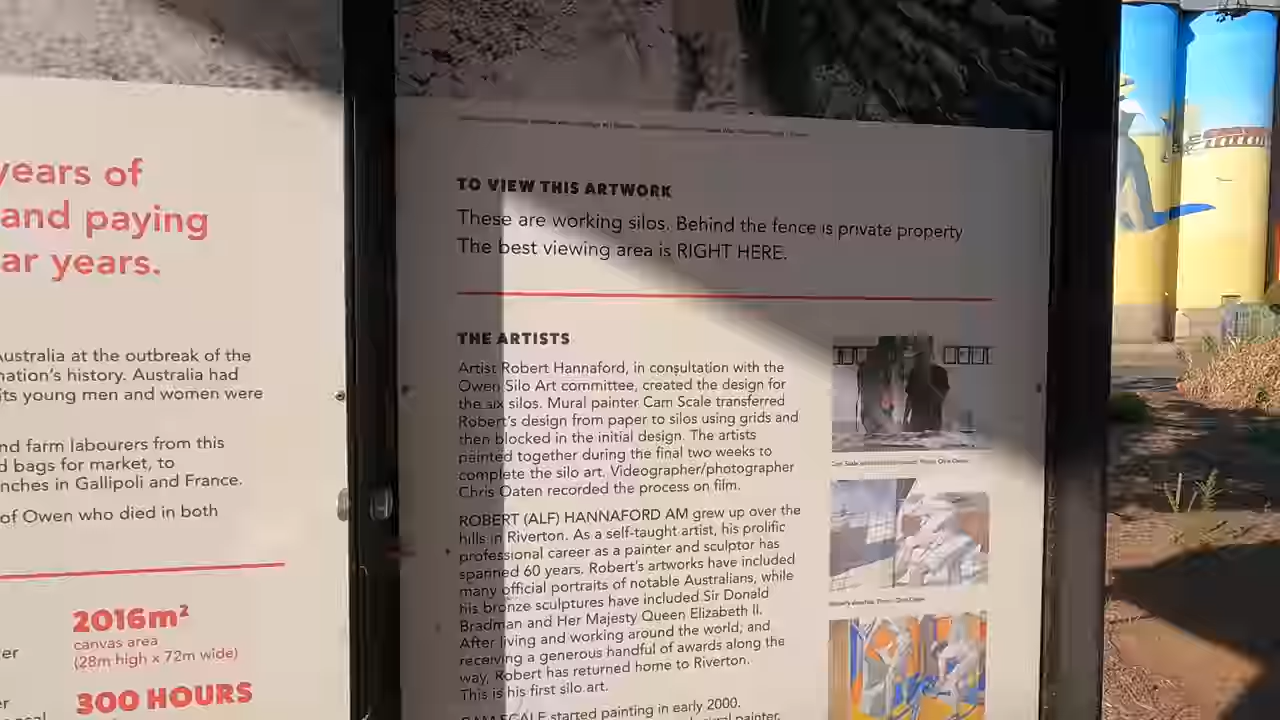 years of
and paying
ar years.
Australia at the outbreak of the
nation's history. Australia had
its young men and women were
nd farm labourers from this
d bags for market, to
nches in Gallipoli and France.
of Owen who died in both
2016m²
canvas area
(28m high x 72m wide)
300 HOURS
er
TO VIEW THIS ARTWORK
These are working silos. Behind the fence is private property
The best viewing area is RIGHT HERE.
THE ARTISTS
Artist Robert Hannaford, in consultation with the
Owen Silo Art committee, created the design for
the six silos. Mural painter Cam Scale transferred
Robert's design from paper to silos using grids and
then blocked in the initial design. The artists
painted together during the final two weeks to
complete the silo art. Videographer/photographer
Chris Oaten recorded the process on film.
ROBERT (ALF) HANNAFORD AM grew up over the
hills in Riverton. As a self-taught artist, his prolific
professional career as a painter and sculptor has
spanned 60 years. Robert's artworks have included
many official portraits of notable Australians, while
his bronze sculptures have included Sir Donald
Bradman and Her Majesty Queen Elizabeth II.
After living and working around the world; and
receiving a generous handful of awards along the
way, Robert has returned home to Riverton.
This is his first silo art.
CAM SCALE started painting in early 2000.
painter,